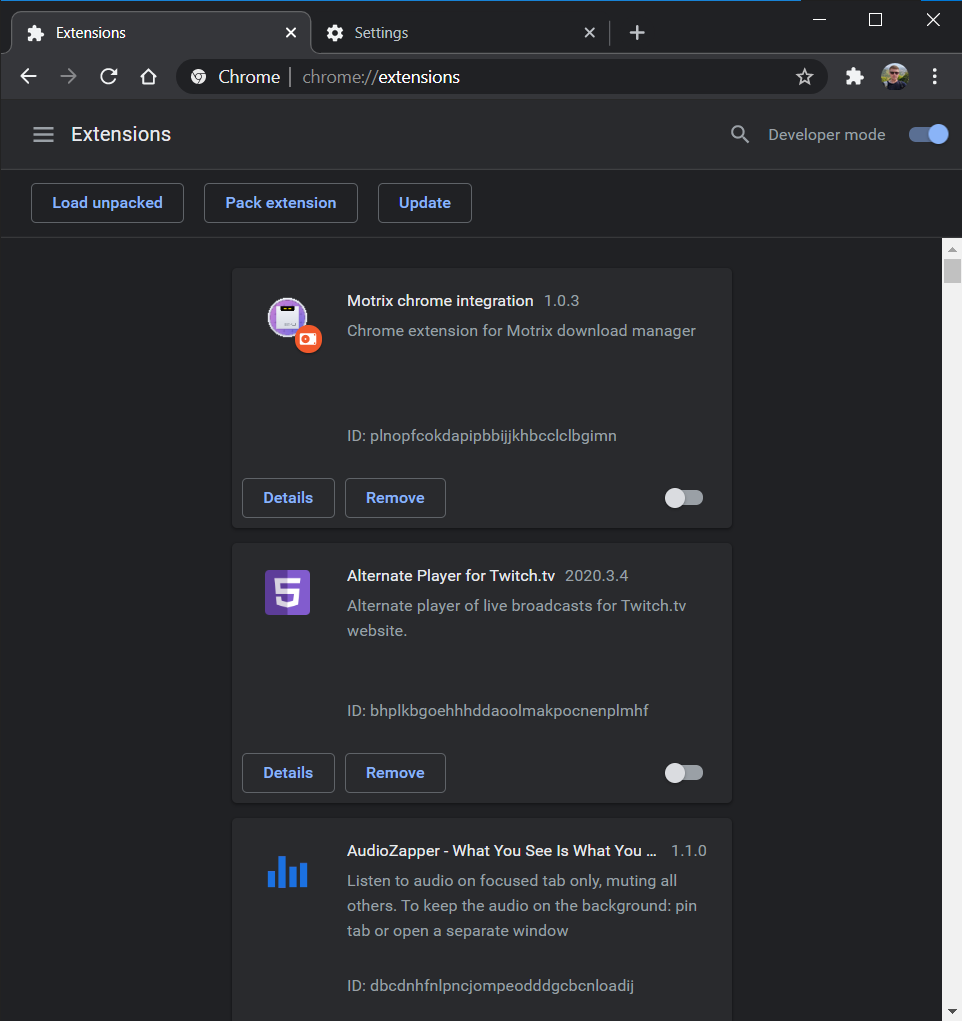 Extensions
Settings
Chrome
chrome://extensions
Extensions
Developer mode
Load unpacked
Pack extension
Update
Motrix chrome integration 1.0.3
Chrome extension for Motrix download manager
ID: plnopfcokdapipbbijjkhbcclclbgimn
Details
Remove
Alternate Player for Twitch.tv 2020.3.4
Alternate player of live broadcasts for Twitch.tv
website.
ID: bhplkbgoehhhddaoolmakpocnenplmhf
Details
Remove
AudioZapper - What You See Is What You ... 1.1.0
Listen to audio on focused tab only, muting all
others. To keep the audio on the background: pin
tab or open a separate window
ID: dbcdnhfnlpncjompeodddgcbcnloadij